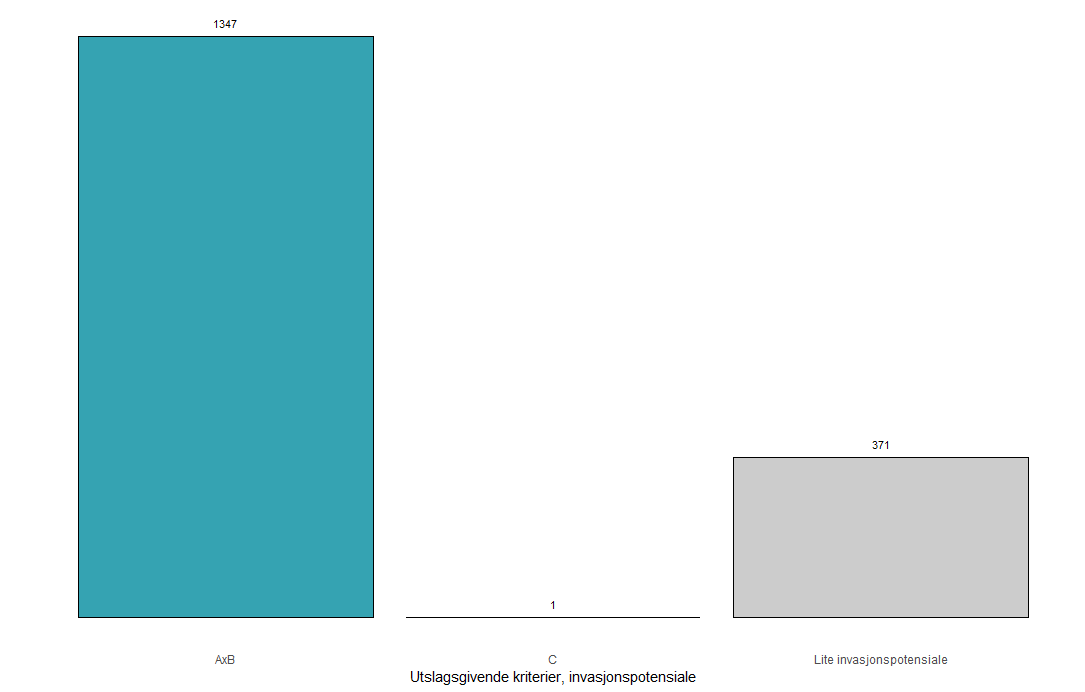 1347
371
1
AxB
C
Lite invasjonspotensiale
Utslagsgivende kriterier, invasjonspotensiale